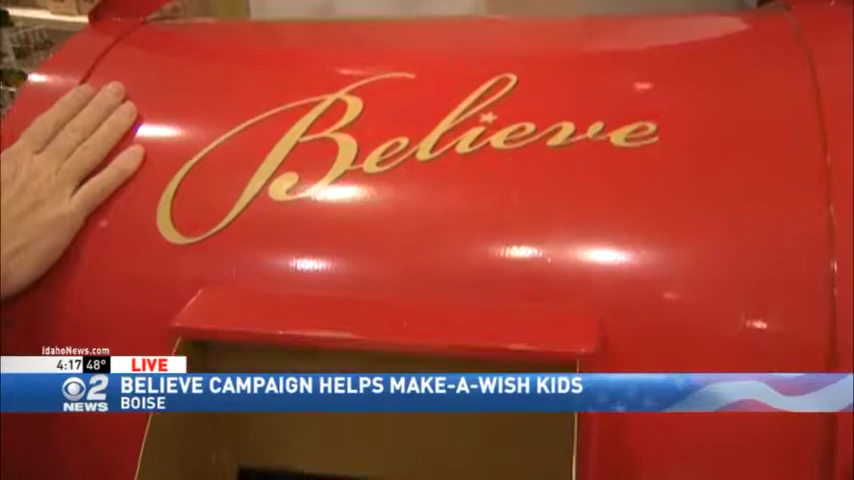 Believe
IdahoNews.com
4:17 48° LIVE
CBS 2 NEWS BELIEVE CAMPAIGN HELPS MAKE-A-WISH KIDS
BOISE